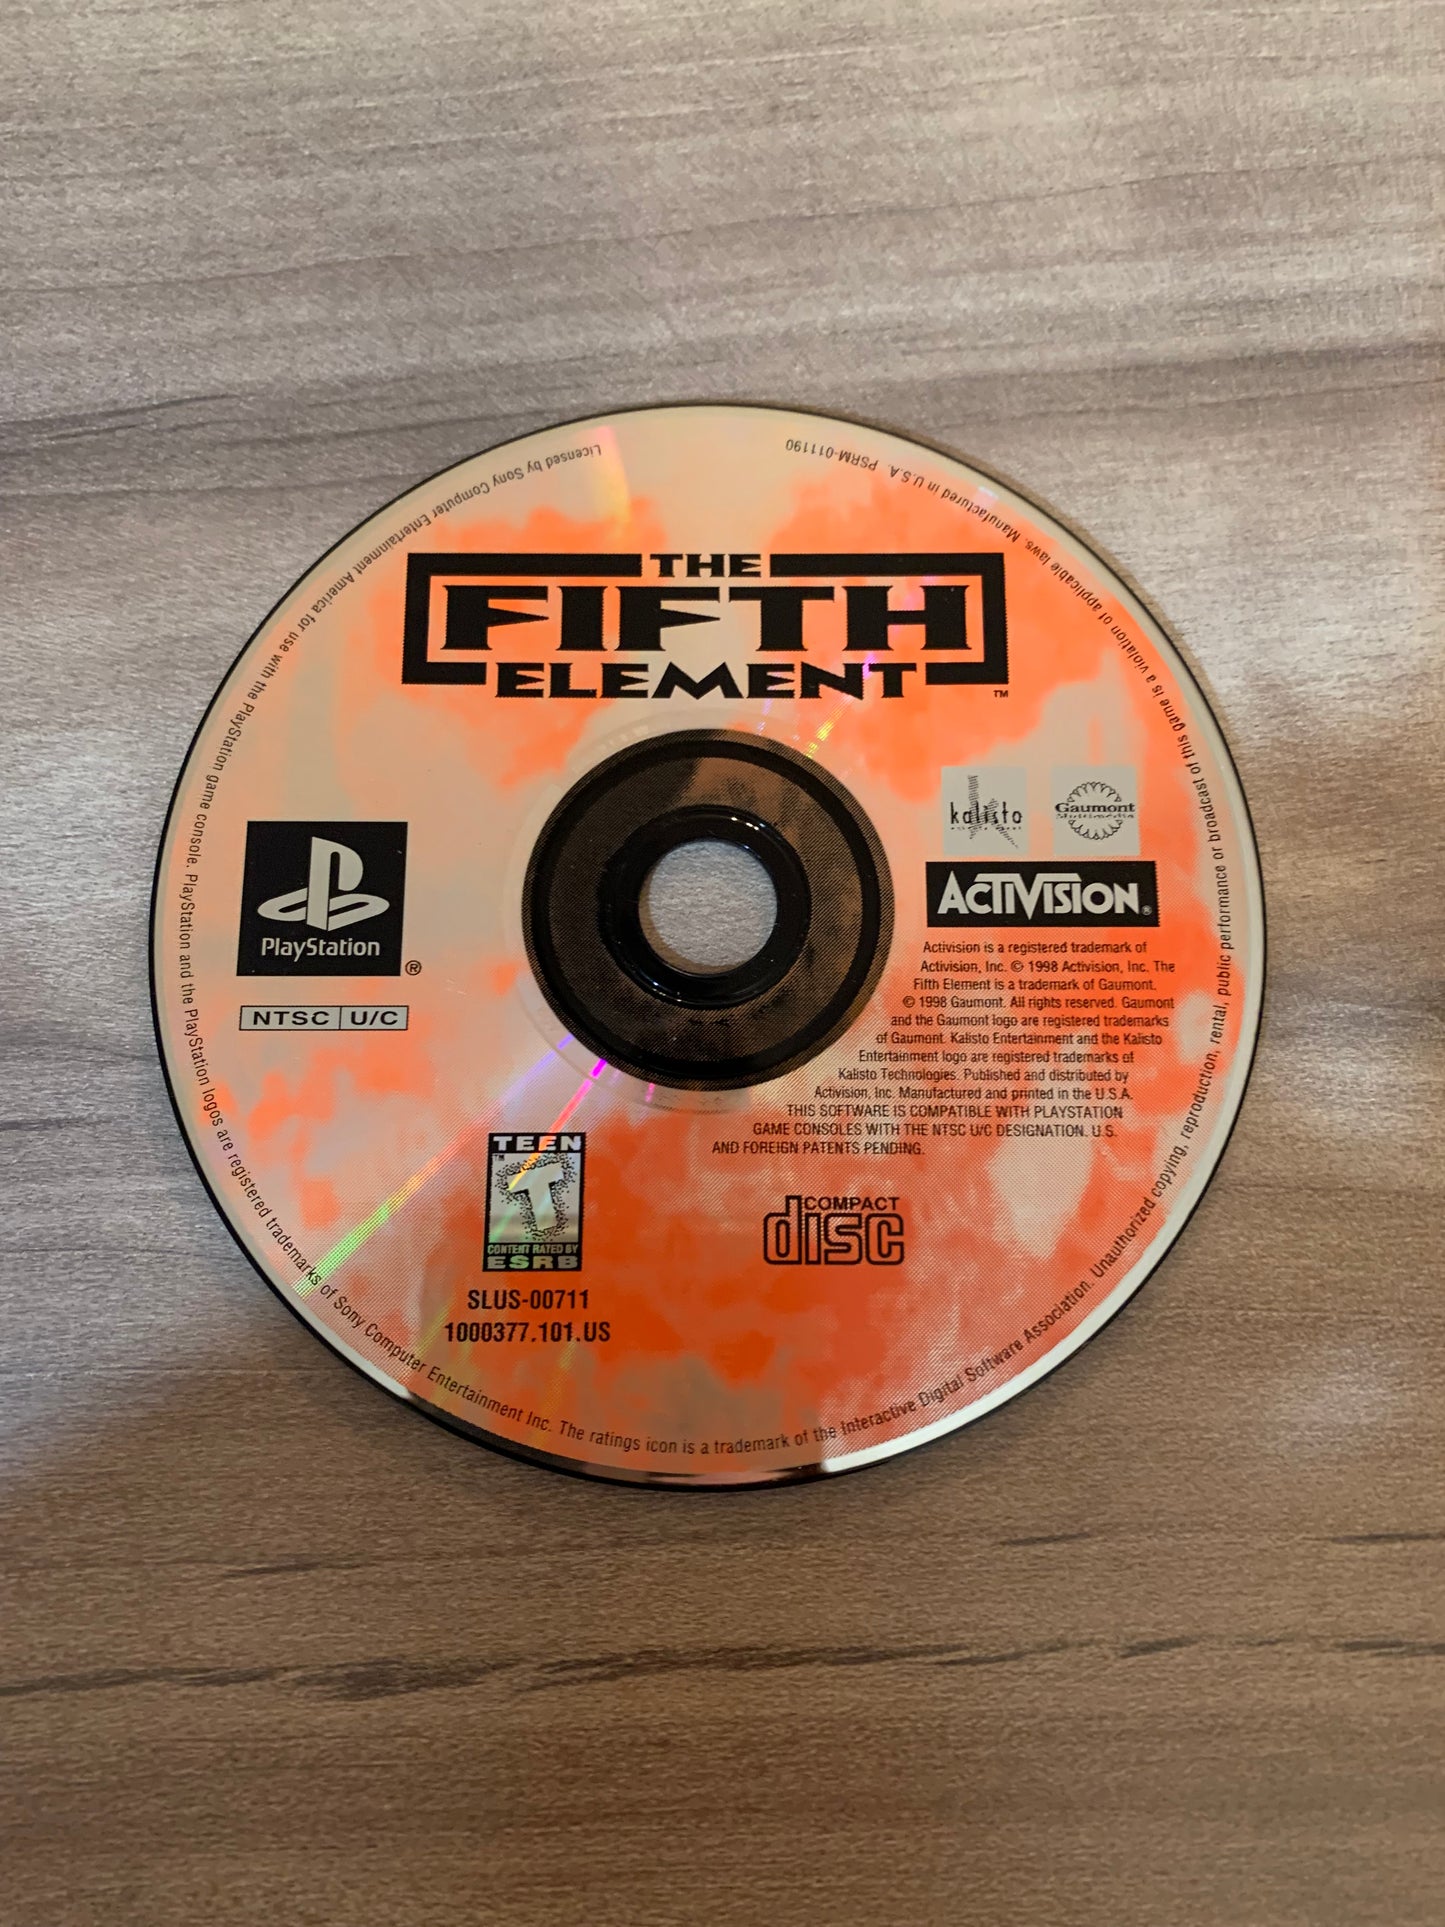 THE
FIFTH
ELEMENT
™
kalisto
Gaumont
Multimédia
ACTIVISION®
PlayStation
®
NTSC U/C
Activision is a registered trademark of
Activision, Inc. © 1998 Activision, Inc. The
Fifth Element is a trademark of Gaumont.
© 1998 Gaumont. All rights reserved. Gaumont
and the Gaumont logo are registered trademarks
of Gaumont. Kalisto Entertainment and the Kalisto
Entertainment logo are registered trademarks of
Kalisto Technologies. Published and distributed by
Activision, Inc. Manufactured and printed in the U.S.A.
THIS SOFTWARE IS COMPATIBLE WITH PLAYSTATION
GAME CONSOLES WITH THE NTSC U/C DESIGNATION. U.S.
AND FOREIGN PATENTS PENDING.
TEEN
™
T
CONTENT RATED BY
ESRB
COMPACT
disc
SLUS-00711
1000377.101.US
Licensed by Sony Computer Entertainment America for use with the PlayStation game console. PlayStation and the PlayStation logos are registered trademarks of Sony Computer Entertainment Inc. The ratings icon is a trademark of the Interactive Digital Software Association. Unauthorized copying, reproduction, rental, public performance or broadcast of this game is a violation of applicable laws. Manufactured in U.S.A. PSRM-011190